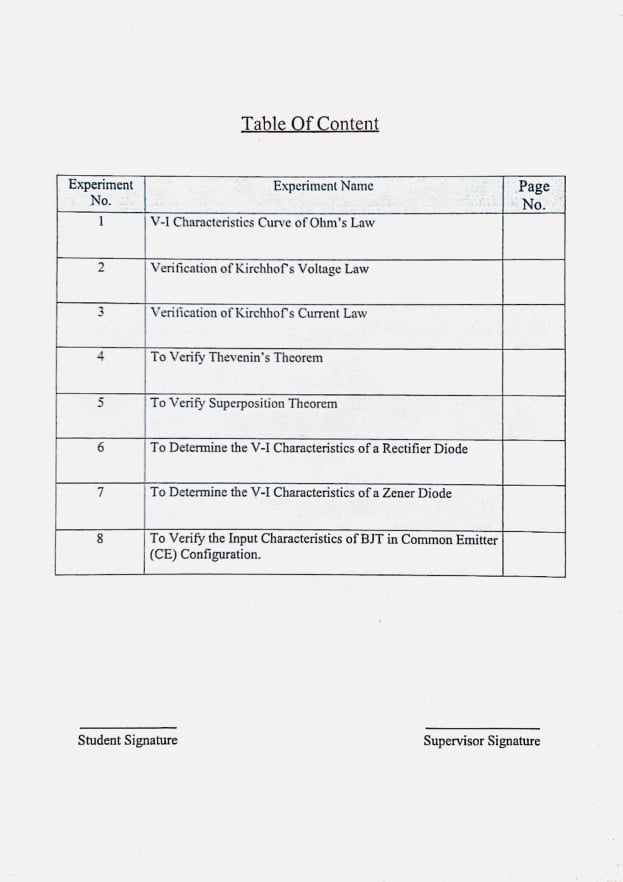 Table Of Content
Experiment No. Experiment Name Page No.
1 V-I Characteristics Curve of Ohm's Law
2 Verification of Kirchhof's Voltage Law
3 Verification of Kirchhof's Current Law
4 To Verify Thevenin's Theorem
5 To Verify Superposition Theorem
6 To Determine the V-I Characteristics of a Rectifier Diode
7 To Determine the V-I Characteristics of a Zener Diode
8 To Verify the Input Characteristics of BJT in Common Emitter
(CE) Configuration.
Student Signature Supervisor Signature